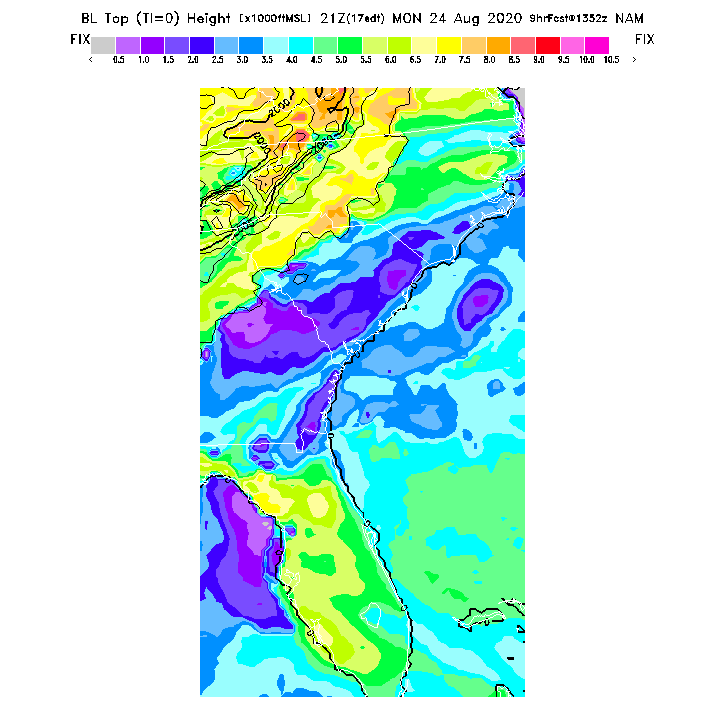 BL Top (TI=0) Height [x1000ftMSL] 21Z(17edt) MON 24 Aug 2020 9hrFcst@1352z NAM
FIX FIX
< 0.5 1.0 1.5 2.0 2.5 3.0 3.5 4.0 4.5 5.0 5.5 6.0 6.5 7.0 7.5 8.0 8.5 9.0 9.5 10.0 10.5 >
2000
2000